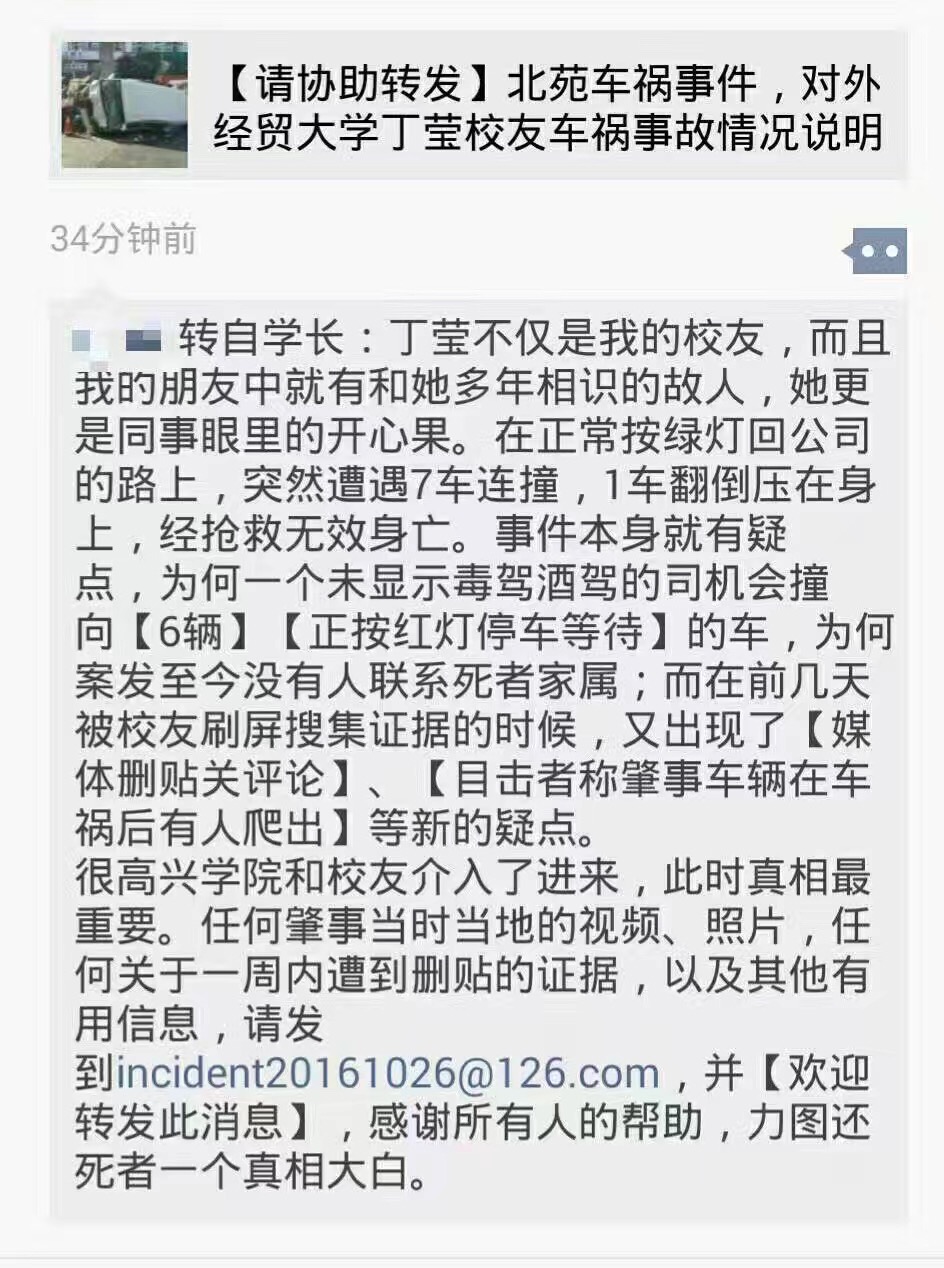 【请协助转发】北苑车祸事件，对外
经贸大学丁莹校友车祸事故情况说明
34分钟前
转自学长：丁莹不仅是我的校友，而且
我的朋友中就有和她多年相识的故人，她更
是同事眼里的开心果。在正常按绿灯回公司
的路上，突然遭遇7车连撞，1车翻倒压在身
上，经抢救无效身亡。事件本身就有疑
点，为何一个未显示毒驾酒驾的司机会撞
向【6辆】【正按红灯停车等待】的车，为何
案发至今没有人联系死者家属；而在前几天
被校友刷屏搜集证据的时候，又出现了【媒
体删贴关评论】、【目击者称肇事车辆在车
祸后有人爬出】等新的疑点。
很高兴学院和校友介入了进来，此时真相最
重要。任何肇事当时当地的视频、照片，任
何关于一周内遭到删贴的证据，以及其他有
用信息，请发
到incident20161026@126.com，并【欢迎
转发此消息】，感谢所有人的帮助，力图还
死者一个真相大白。